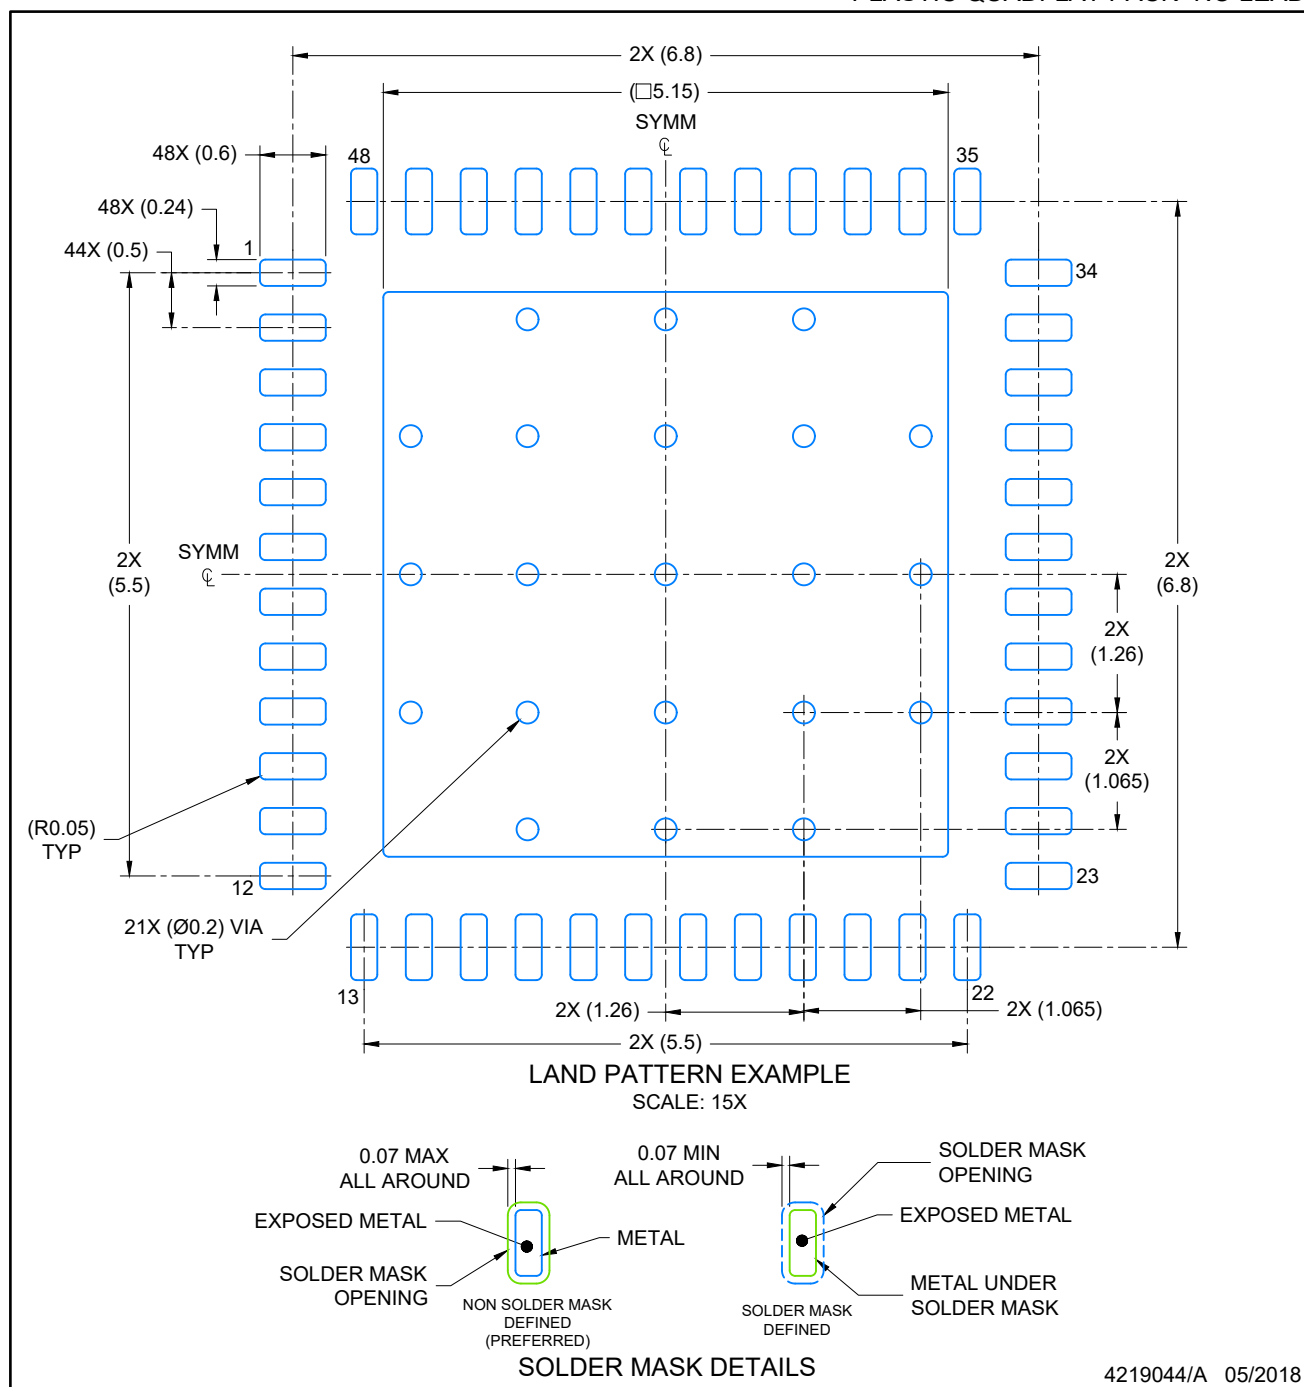 2X (6.8)
(□5.15)
SYMM
℄
48X (0.6)
48
35
48X (0.24)
44X (0.5)
1
34
SYMM
℄
2X
(5.5)
2X
(6.8)
2X
(1.26)
2X
(1.065)
(R0.05)
TYP
12
23
21X (Ø0.2) VIA
TYP
13
22
2X (1.26)
2X (1.065)
2X (5.5)
LAND PATTERN EXAMPLE
SCALE: 15X
0.07 MAX
ALL AROUND
0.07 MIN
ALL AROUND
SOLDER MASK
OPENING
EXPOSED METAL
METAL
EXPOSED METAL
SOLDER MASK
OPENING
METAL UNDER
SOLDER MASK
NON SOLDER MASK
DEFINED
(PREFERRED)
SOLDER MASK
DEFINED
SOLDER MASK DETAILS
4219044/A 05/2018